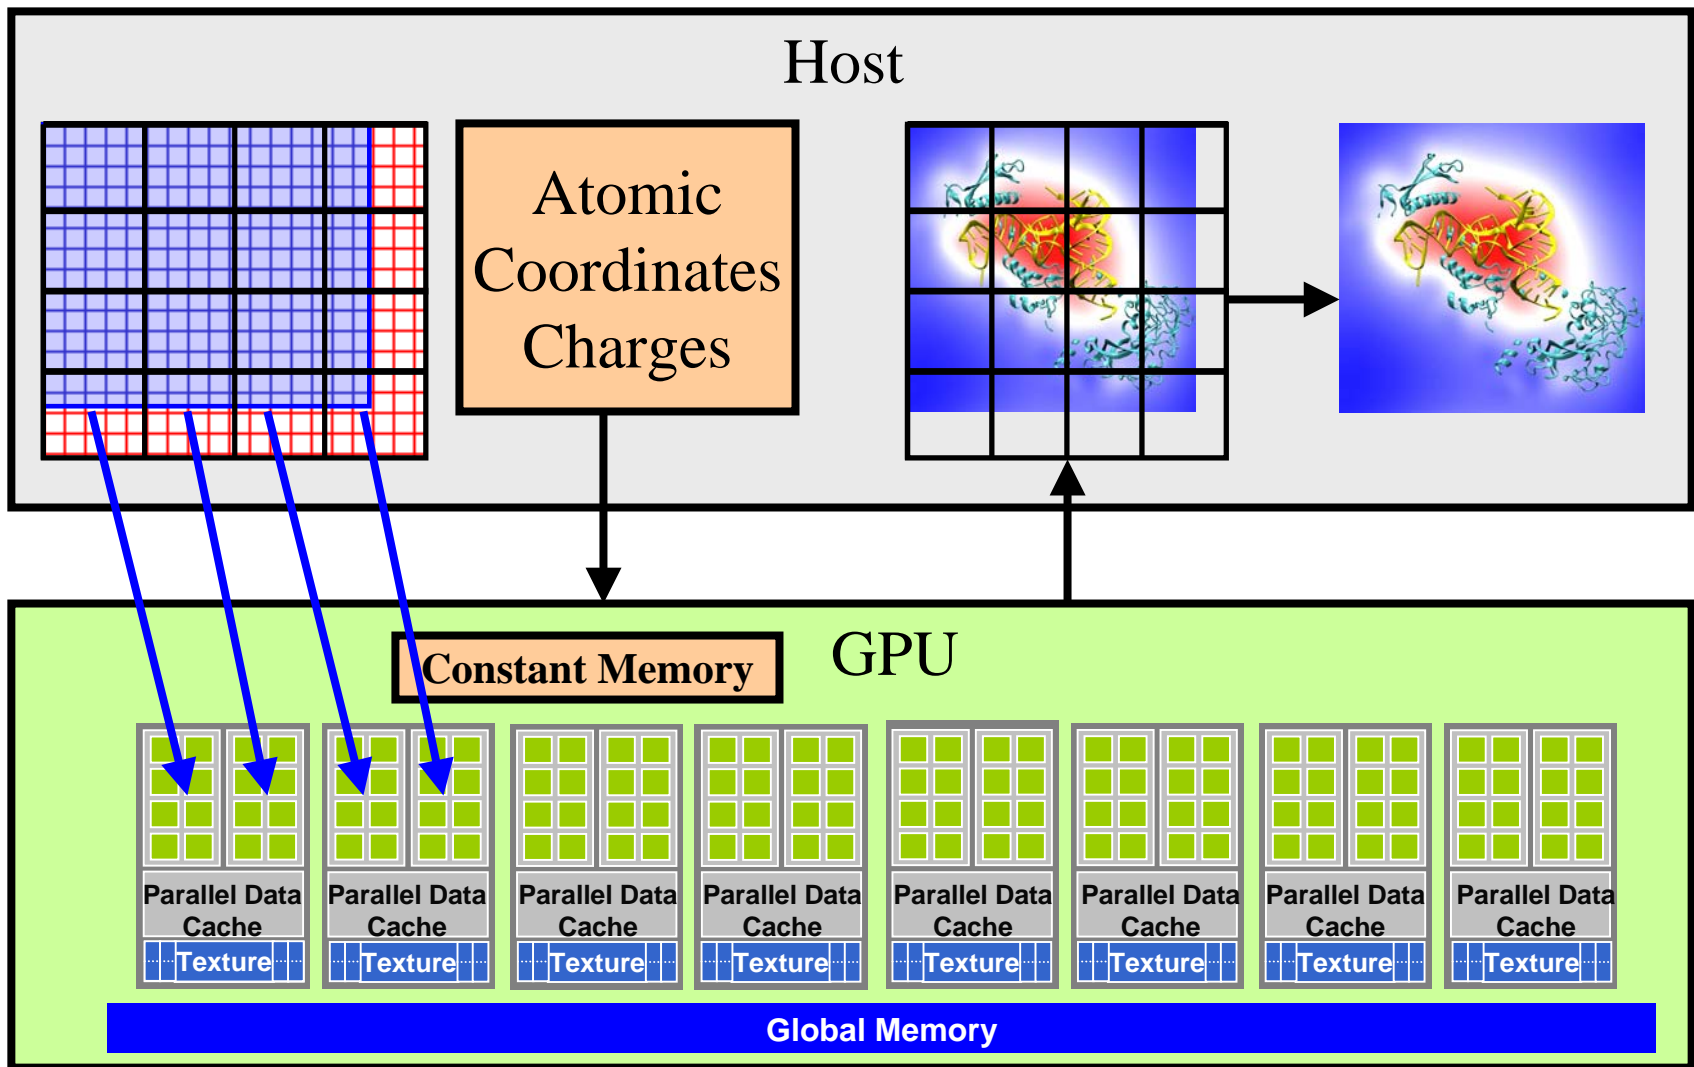 Host
Atomic
Coordinates
Charges
GPU
Constant Memory
Parallel Data
Cache
Texture
Parallel Data
Cache
Texture
Parallel Data
Cache
Texture
Parallel Data
Cache
Texture
Parallel Data
Cache
Texture
Parallel Data
Cache
Texture
Parallel Data
Cache
Texture
Parallel Data
Cache
Texture
Global Memory